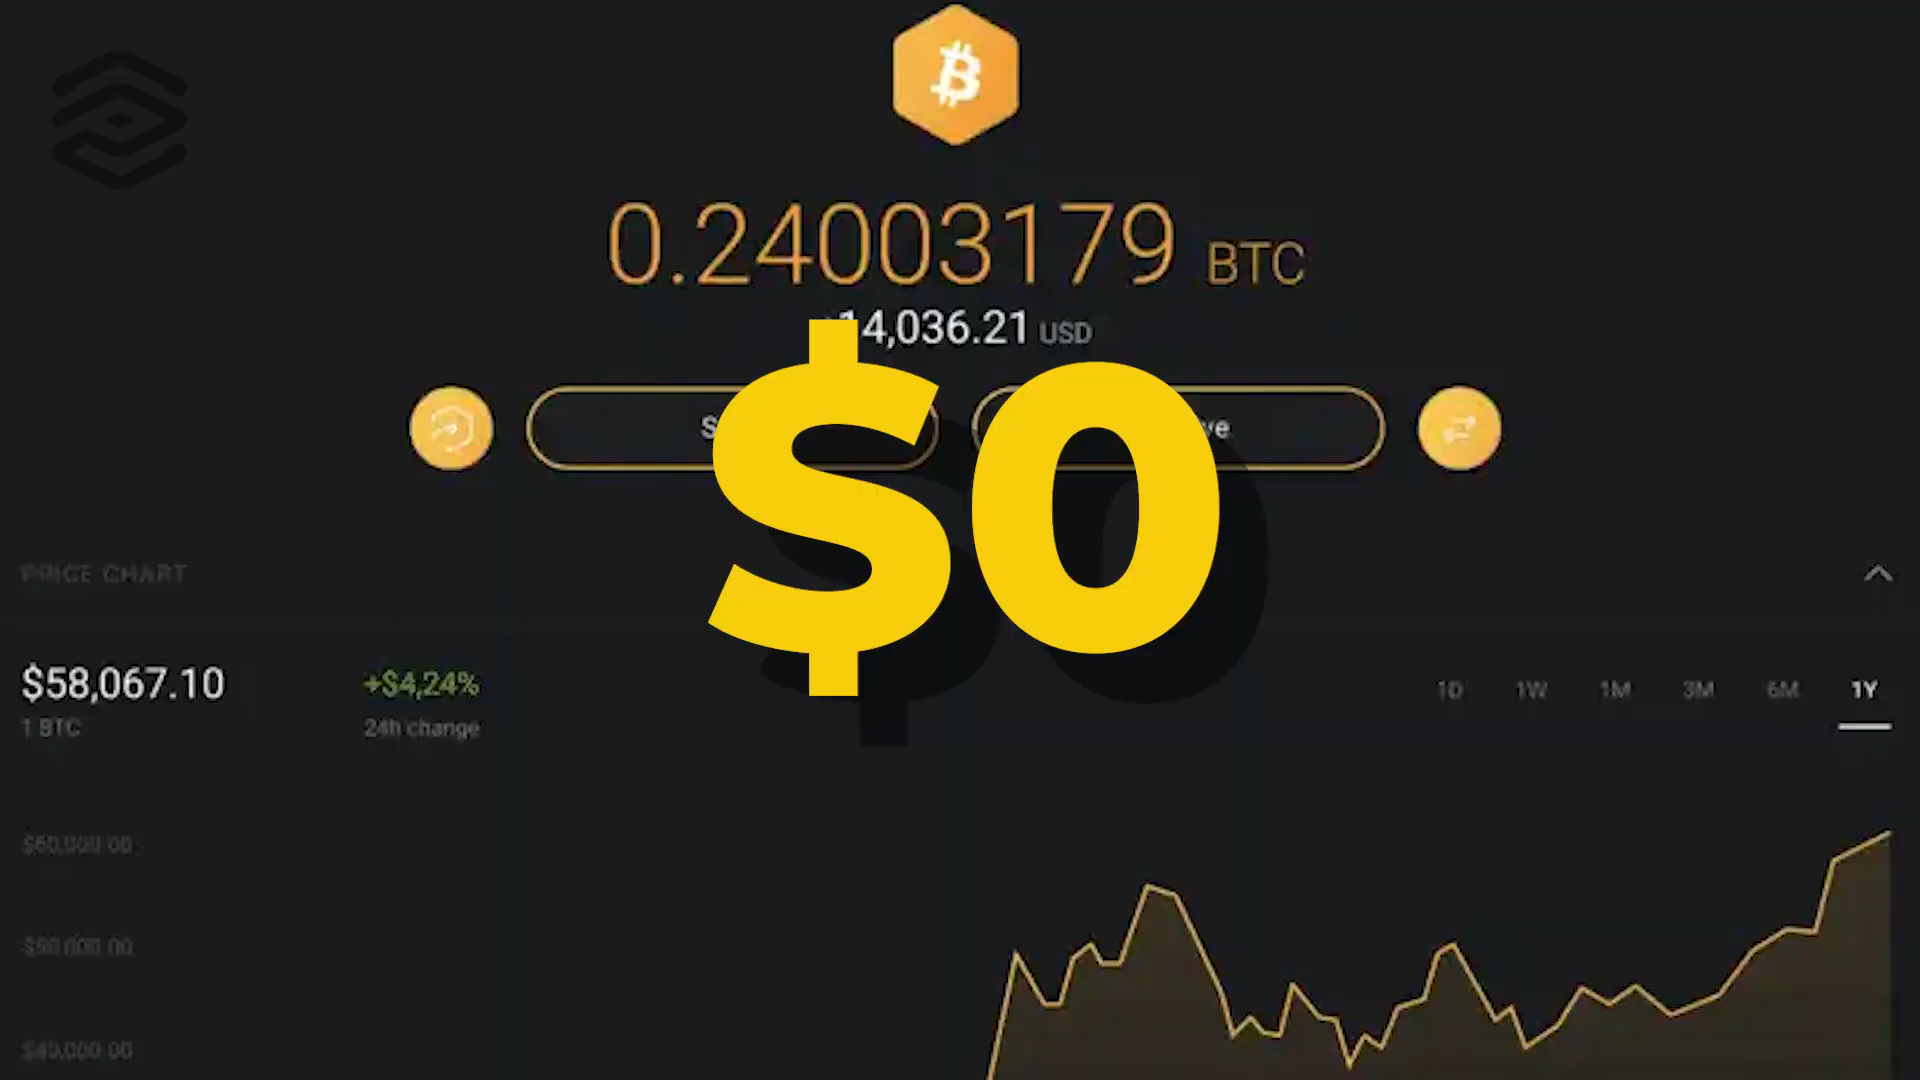 0.24003179 BTC
14,036.21 USD
$0
PRICE CHART
$58,067.10
+$4,24%
1D 1W 1M 3M 6M 1Y
1 BTC
24h change
$60,000.00
$50,000.00
$40,000.00